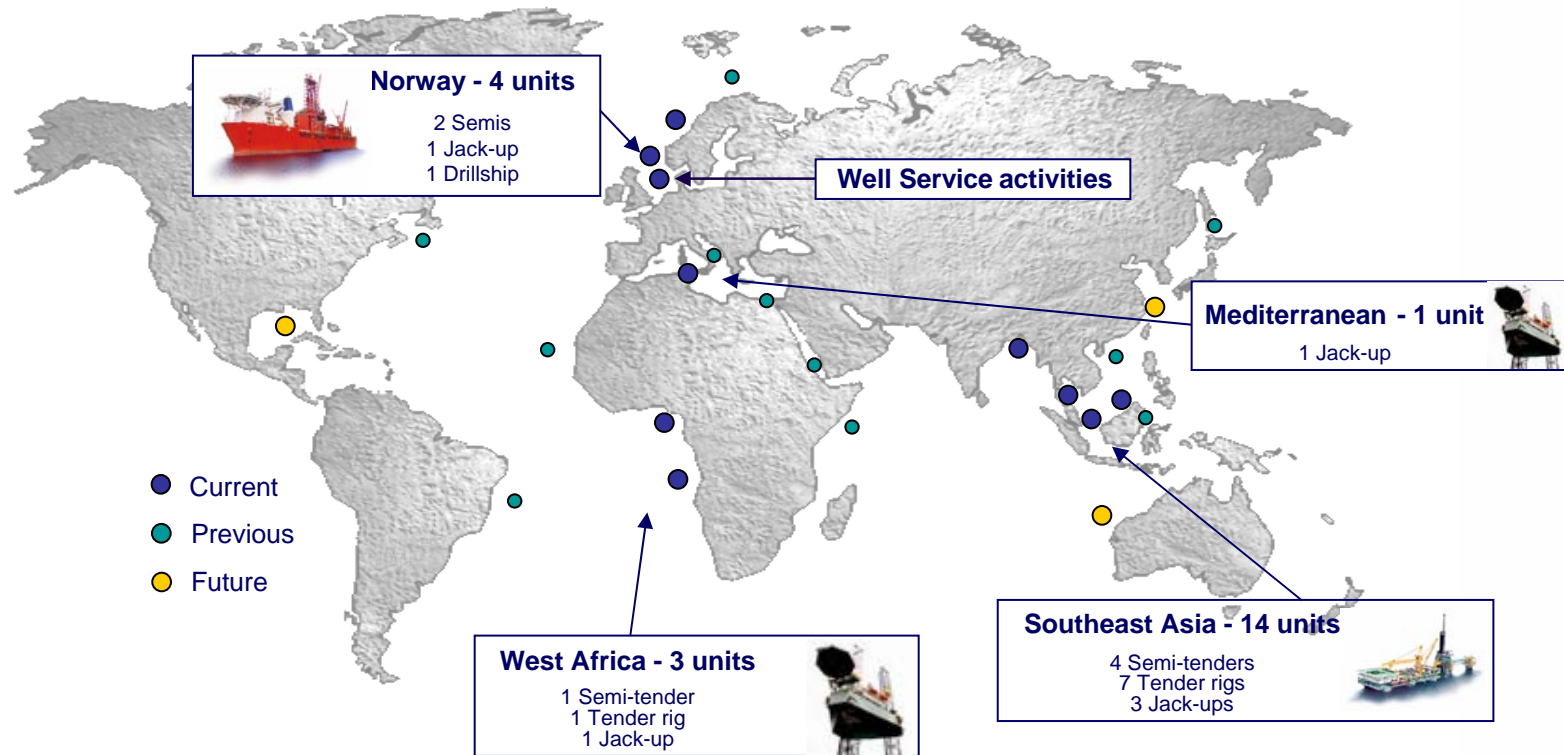 Norway - 4 units
2 Semis
1 Jack-up
1 Drillship
Well Service activities
Mediterranean - 1 unit
1 Jack-up
Current
Previous
Future
West Africa - 3 units
1 Semi-tender
1 Tender rig
1 Jack-up
Southeast Asia - 14 units
4 Semi-tenders
7 Tender rigs
3 Jack-ups